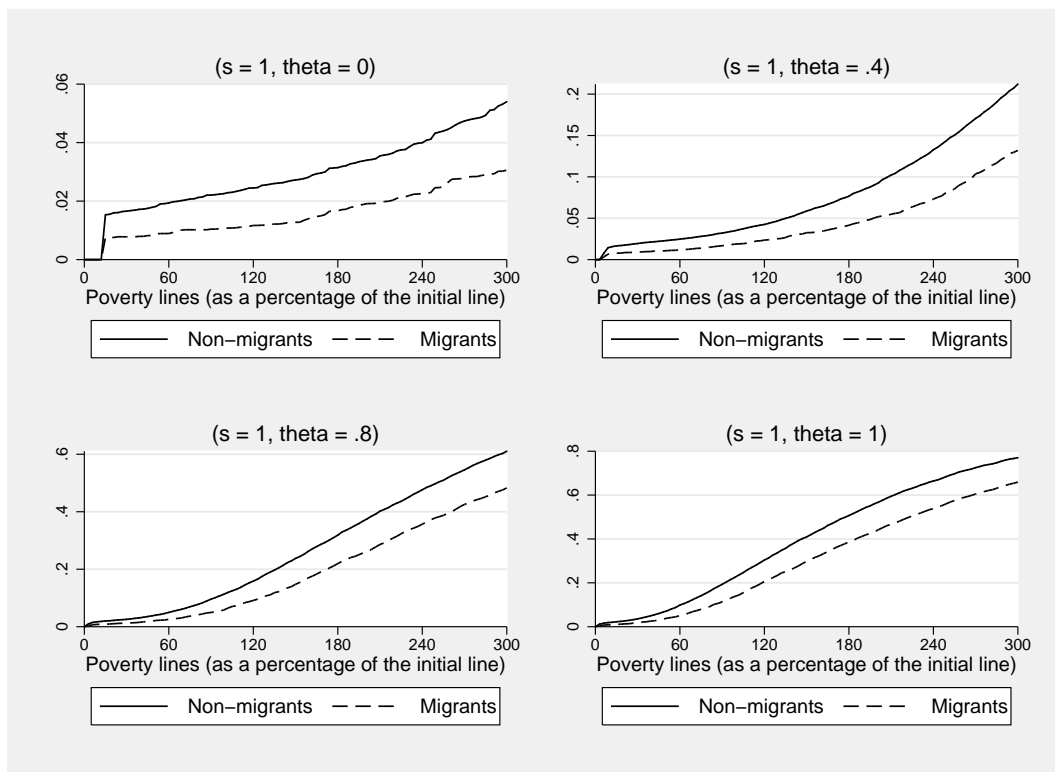 (s = 1, theta = 0)
.06
.04
.02
0
0 60 120 180 240 300
Poverty lines (as a percentage of the initial line)
Non−migrants Migrants
(s = 1, theta = .4)
.2
.15
.1
.05
0
0 60 120 180 240 300
Poverty lines (as a percentage of the initial line)
Non−migrants Migrants
(s = 1, theta = .8)
.6
.4
.2
0
0 60 120 180 240 300
Poverty lines (as a percentage of the initial line)
Non−migrants Migrants
(s = 1, theta = 1)
.8
.6
.4
.2
0
0 60 120 180 240 300
Poverty lines (as a percentage of the initial line)
Non−migrants Migrants